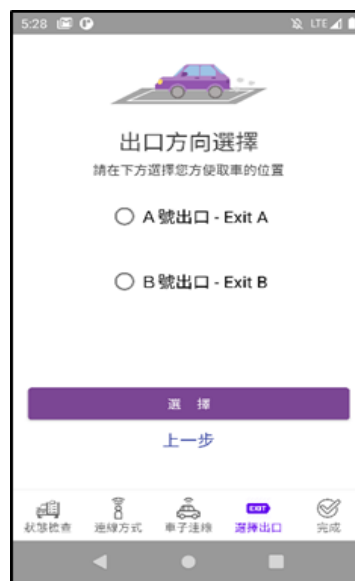 5:28 LTE
出口方向選擇
請在下方選擇您方便取車的位置
A 號出口 - Exit A
B 號出口 - Exit B
選 擇
上一步
EXIT
狀態檢查 連線方式 車子連線 選擇出口 完成